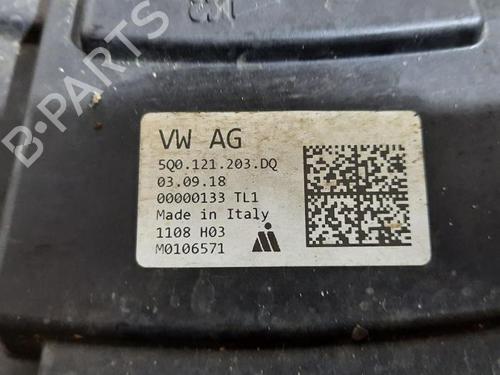 B-PARTS
VW AG
5Q0.121.203.DQ
03.09.18
00000133 TL1
Made in Italy
1108 H03
M0106571